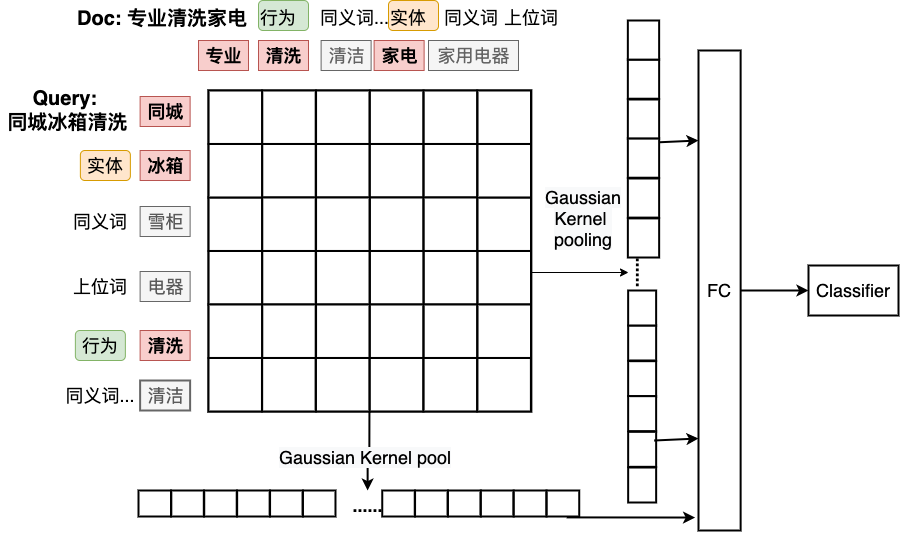 Doc: 专业清洗家电 行为 同义词...实体 同义词 上位词
专业 清洗 清洁 家电 家用电器
Query:
同城冰箱清洗
同城
实体 冰箱
同义词 雪柜
上位词 电器
行为 清洗
同义词... 清洁
Gaussian
Kernel
pooling
FC
Classifier
Gaussian Kernel pool